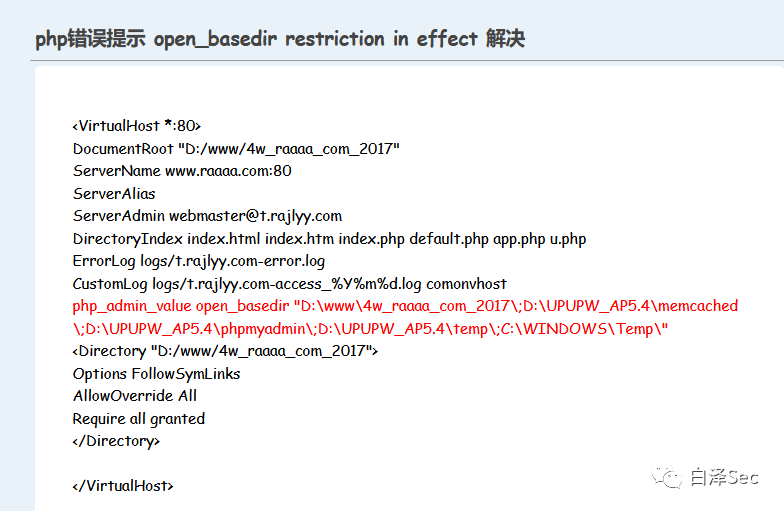 php错误提示 open_basedir restriction in effect 解决
<VirtualHost *:80>
DocumentRoot "D:/www/4w_raaaa_com_2017"
ServerName www.raaaa.com:80
ServerAlias
ServerAdmin webmaster@t.rajlyy.com
DirectoryIndex index.html index.htm index.php default.php app.php u.php
ErrorLog logs/t.rajlyy.com-error.log
CustomLog logs/t.rajlyy.com-access_%Y%m%d.log comonvhost
php_admin_value open_basedir "D:\www\4w_raaaa_com_2017\;D:\UPUPW_AP5.4\memcached
\;D:\UPUPW_AP5.4\phpmyadmin\;D:\UPUPW_AP5.4\temp\;C:\WINDOWS\Temp\"
<Directory "D:/www/4w_raaaa_com_2017">
Options FollowSymLinks
AllowOverride All
Require all granted
</Directory>
</VirtualHost>
白泽Sec